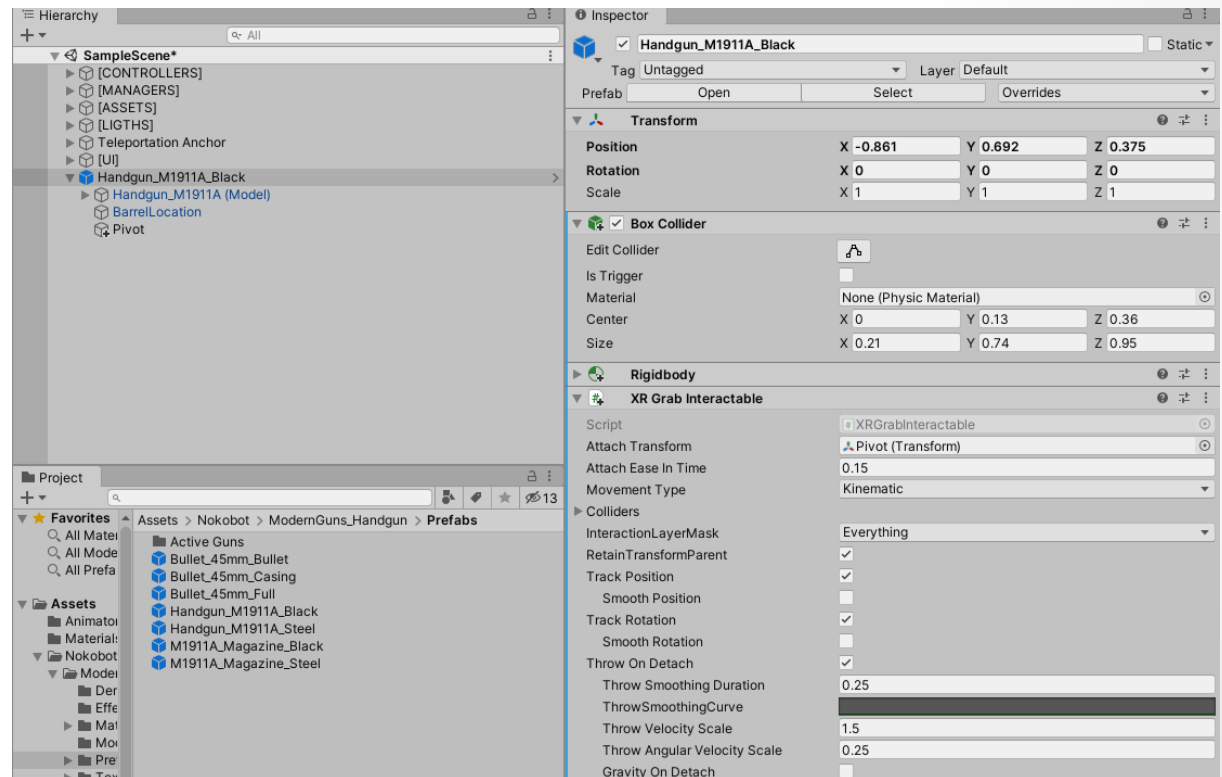 Hierarchy
All
SampleScene*
[CONTROLLERS]
[MANAGERS]
[ASSETS]
[LIGTHS]
Teleportation Anchor
[UI]
Handgun_M1911A_Black
Handgun_M1911A (Model)
BarrelLocation
Pivot
Project
13
Favorites
All Mater
All Mode
All Prefa
Assets
Animator
Materials
Nokobot
Moder
Der
Effe
Mat
Mod
Pre
Tex
Assets > Nokobot > ModernGuns_Handgun > Prefabs
Active Guns
Bullet_45mm_Bullet
Bullet_45mm_Casing
Bullet_45mm_Full
Handgun_M1911A_Black
Handgun_M1911A_Steel
M1911A_Magazine_Black
M1911A_Magazine_Steel
Inspector
Handgun_M1911A_Black Static
Tag Untagged Layer Default
Prefab Open Select Overrides
Transform
Position X -0.861 Y 0.692 Z 0.375
Rotation X 0 Y 0 Z 0
Scale X 1 Y 1 Z 1
Box Collider
Edit Collider
Is Trigger
Material None (Physic Material)
Center X 0 Y 0.13 Z 0.36
Size X 0.21 Y 0.74 Z 0.95
Rigidbody
XR Grab Interactable
Script XRGrabInteractable
Attach Transform Pivot (Transform)
Attach Ease In Time 0.15
Movement Type Kinematic
Colliders
InteractionLayerMask Everything
RetainTransformParent
Track Position
Smooth Position
Track Rotation
Smooth Rotation
Throw On Detach
Throw Smoothing Duration 0.25
ThrowSmoothingCurve
Throw Velocity Scale 1.5
Throw Angular Velocity Scale 0.25
Gravity On Detach